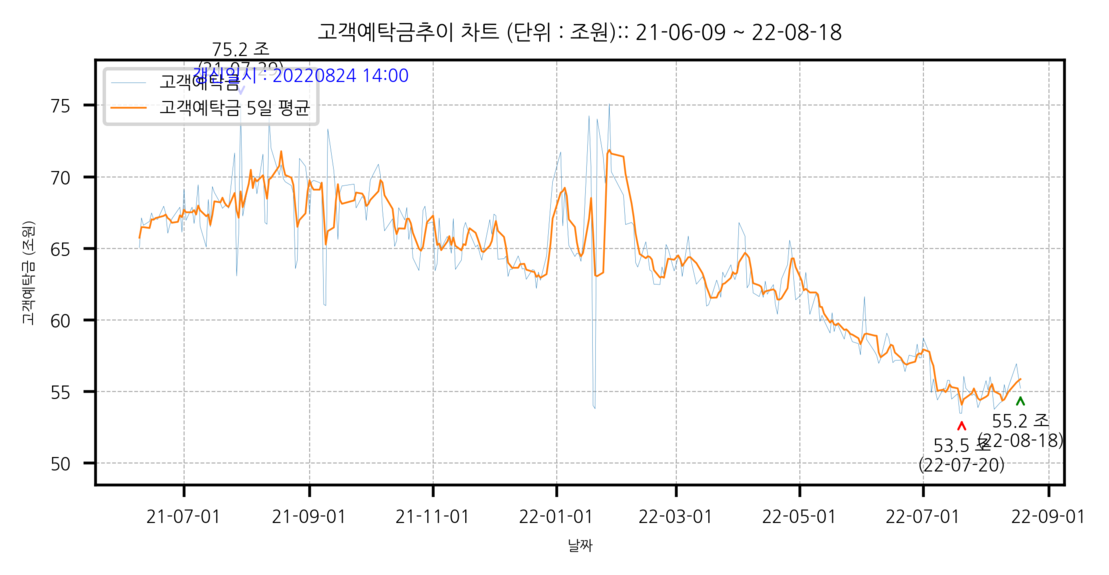 고객예탁금추이 차트 (단위 : 조원):: 21-06-09 ~ 22-08-18
75.2 조
(21-07-29)
갱신일시 : 20220824 14:00
고객예탁금
고객예탁금 5일 평균
고객예탁금 (조원)
75
70
65
60
55
50
55.2 조
(22-08-18)
53.5 조
(22-07-20)
21-07-01
21-09-01
21-11-01
22-01-01
22-03-01
22-05-01
22-07-01
22-09-01
날짜